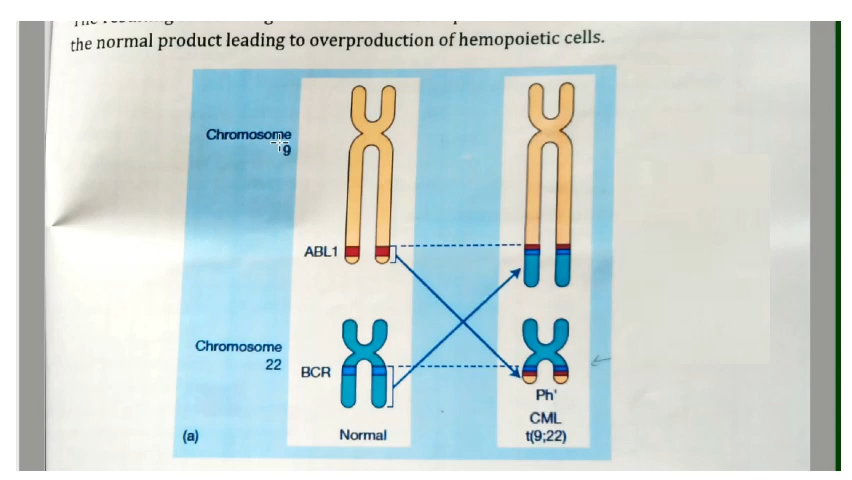 the normal product leading to overproduction of hemopoietic cells.
Chromosome
9
ABL1
Chromosome
22
BCR
Ph'
CML
t(9;22)
(a)
Normal